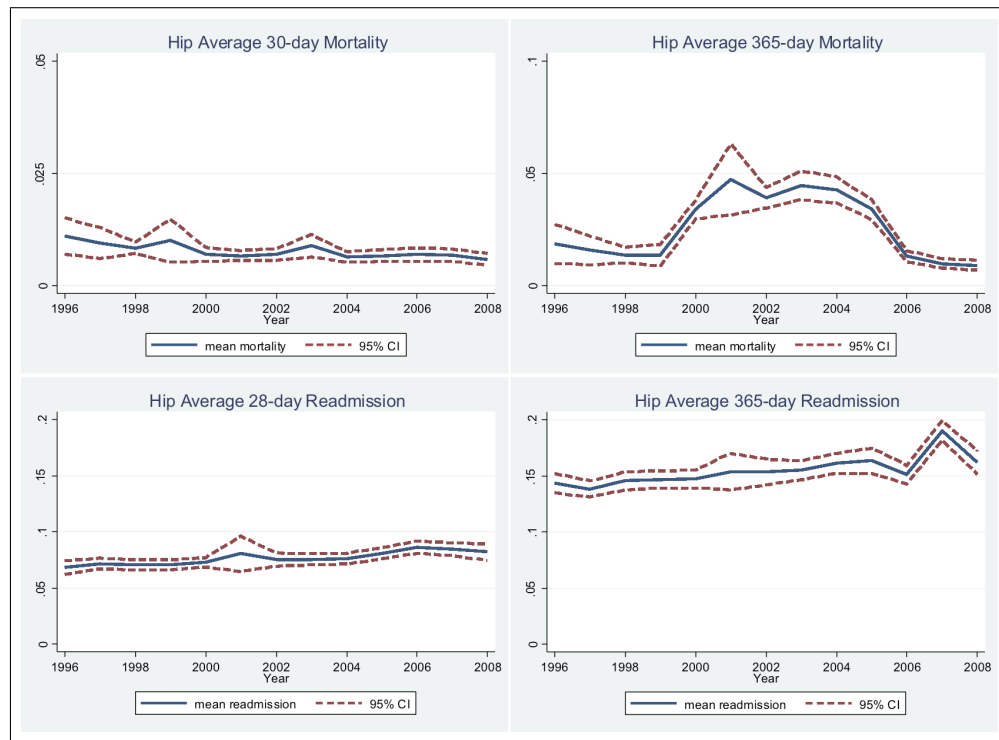 Hip Average 30-day Mortality
.05
.025
0
1996 1998 2000 2002 2004 2006 2008
Year
mean mortality 95% CI
Hip Average 365-day Mortality
.1
.05
0
1996 1998 2000 2002 2004 2006 2008
Year
mean mortality 95% CI
Hip Average 28-day Readmission
.2
.15
.1
.05
0
1996 1998 2000 2002 2004 2006 2008
Year
mean readmission 95% CI
Hip Average 365-day Readmission
.2
.15
.1
.05
0
1996 1998 2000 2002 2004 2006 2008
Year
mean readmission 95% CI